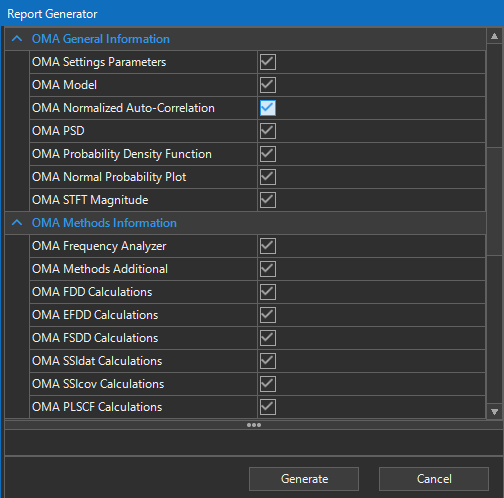 Report Generator
OMA General Information
OMA Settings Parameters
OMA Model
OMA Normalized Auto-Correlation
OMA PSD
OMA Probability Density Function
OMA Normal Probability Plot
OMA STFT Magnitude
OMA Methods Information
OMA Frequency Analyzer
OMA Methods Additional
OMA FDD Calculations
OMA EFDD Calculations
OMA FSDD Calculations
OMA SSIdat Calculations
OMA SSIcov Calculations
OMA PLSCF Calculations
Generate Cancel